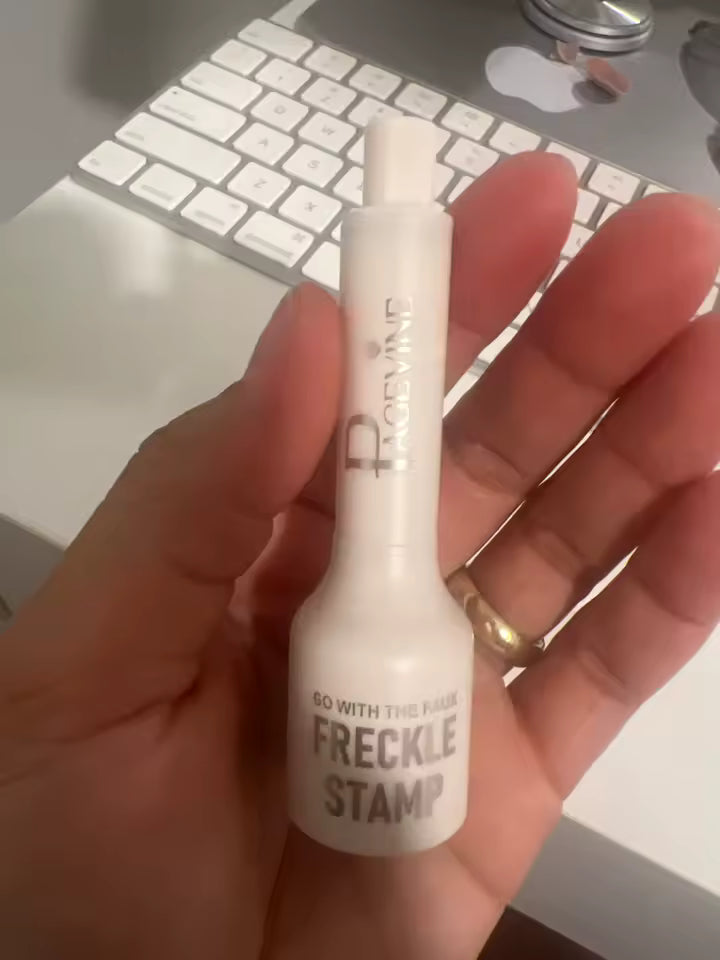 PAGEVINE
GO WITH THE FAUX
FRECKLE
STAMP
Q
W
A
S
Z
X
⌘